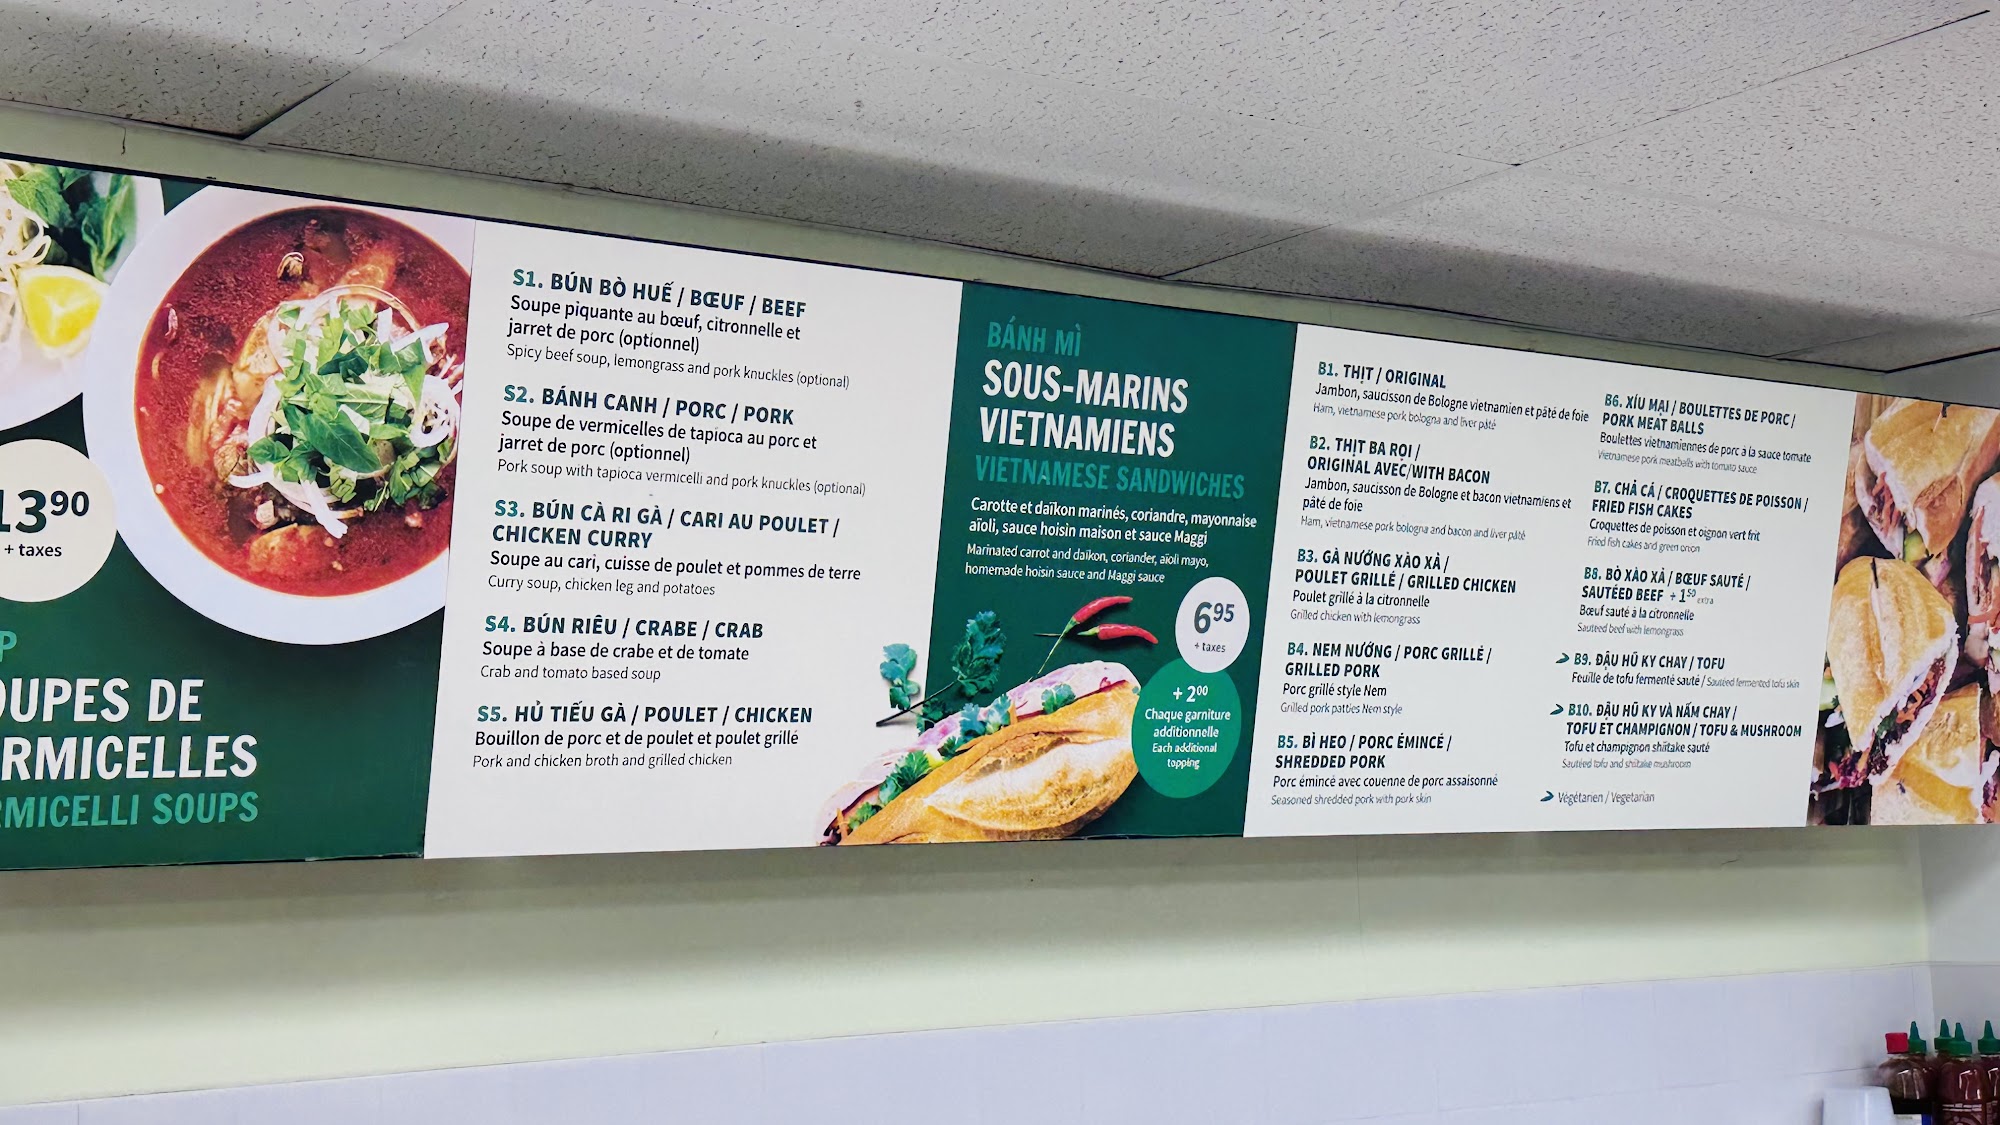 13⁹⁰
+ taxes
P
OUPES DE
RMICELLES
RMICELLI SOUPS
S1. BÚN BÒ HUẾ / BŒUF / BEEF
Soupe piquante au bœuf, citronnelle et
jarret de porc (optionnel)
Spicy beef soup, lemongrass and pork knuckles (optional)
S2. BÁNH CANH / PORC / PORK
Soupe de vermicelles de tapioca au porc et
jarret de porc (optionnel)
Pork soup with tapioca vermicelli and pork knuckles (optional)
S3. BÚN CÀ RI GÀ / CARI AU POULET /
CHICKEN CURRY
Soupe au cari, cuisse de poulet et pommes de terre
Curry soup, chicken leg and potatoes
S4. BÚN RIÊU / CRABE / CRAB
Soupe à base de crabe et de tomate
Crab and tomato based soup
S5. HỦ TIẾU GÀ / POULET / CHICKEN
Bouillon de porc et de poulet et poulet grillé
Pork and chicken broth and grilled chicken
BÁNH MÌ
SOUS-MARINS
VIETNAMIENS
VIETNAMESE SANDWICHES
Carotte et daïkon marinés, coriandre, mayonnaise
aïoli, sauce hoisin maison et sauce Maggi
Marinated carrot and daikon, coriander, aïoli mayo,
homemade hoisin sauce and Maggi sauce
6⁹⁵
+ taxes
+ 2⁰⁰
Chaque garniture
additionnelle
Each additional
topping
B1. THỊT / ORIGINAL
Jambon, saucisson de Bologne vietnamien et pâté de foie
Ham, vietnamese pork bologna and liver pâté
B2. THỊT BA RỌI /
ORIGINAL AVEC/WITH BACON
Jambon, saucisson de Bologne et bacon vietnamiens et
pâté de foie
Ham, vietnamese pork bologna and bacon and liver pâté
B3. GÀ NƯỚNG XÀO XẢ /
POULET GRILLÉ / GRILLED CHICKEN
Poulet grillé à la citronnelle
Grilled chicken with lemongrass
B4. NEM NƯỚNG / PORC GRILLÉ /
GRILLED PORK
Porc grillé style Nem
Grilled pork patties Nem style
B5. BÌ HEO / PORC ÉMINCÉ /
SHREDDED PORK
Porc émincé avec couenne de porc assaisonné
Seasoned shredded pork with pork skin
B6. XÍU MẠI / BOULETTES DE PORC /
PORK MEAT BALLS
Boulettes vietnamiennes de porc à la sauce tomate
Vietnamese pork meatballs with tomato sauce
B7. CHẢ CÁ / CROQUETTES DE POISSON /
FRIED FISH CAKES
Croquettes de poisson et oignon vert frit
Fried fish cakes and green onion
B8. BÒ XÀO XẢ / BŒUF SAUTÉ /
SAUTÉED BEEF + 1⁵⁰ extra
Bœuf sauté à la citronnelle
Sauteed beef with lemongrass
B9. ĐẬU HŨ KY CHAY / TOFU
Feuille de tofu fermenté sauté / Sautéed fermented tofu skin
B10. ĐẬU HŨ KY VÀ NẤM CHAY /
TOFU ET CHAMPIGNON / TOFU & MUSHROOM
Tofu et champignon shiitake sauté
Sautéed tofu and shiitake mushroom
Végétarien / Vegetarian